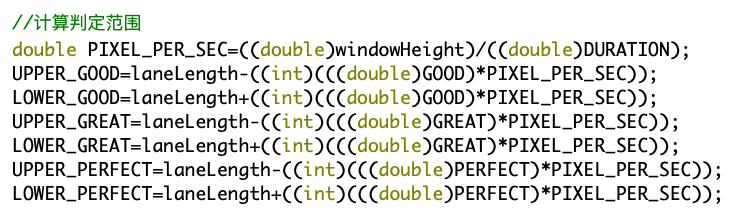 //计算判定范围
double PIXEL_PER_SEC=((double)windowHeight)/((double)DURATION);
UPPER_GOOD=laneLength-((int)(((double)GOOD)*PIXEL_PER_SEC));
LOWER_GOOD=laneLength+((int)(((double)GOOD)*PIXEL_PER_SEC));
UPPER_GREAT=laneLength-((int)(((double)GREAT)*PIXEL_PER_SEC));
LOWER_GREAT=laneLength+((int)(((double)GREAT)*PIXEL_PER_SEC));
UPPER_PERFECT=laneLength-((int)(((double)PERFECT)*PIXEL_PER_SEC));
LOWER_PERFECT=laneLength+((int)(((double)PERFECT)*PIXEL_PER_SEC));